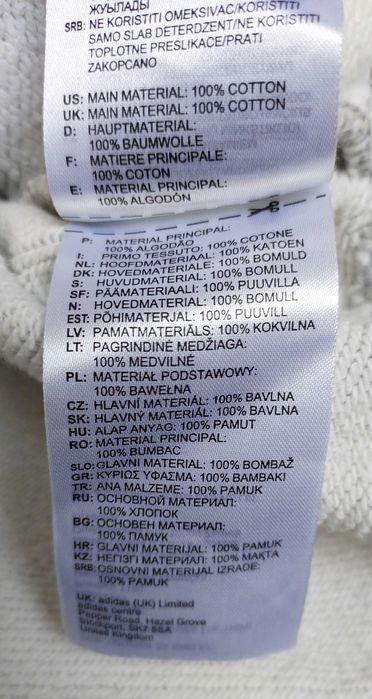 ЖУЫЛАДЫ
SRB: NE KORISTITI OMEKSIVAC/KORISTITI
SAMO SLAB DETERDZENT/NE KORISTITI
TOPLOTNE PRESLIKACE/PRATI
ZAKOPCANO
US: MAIN MATERIAL: 100% COTTON
UK: MAIN MATERIAL: 100% COTTON
D: HAUPTMATERIAL:
100% BAUMWOLLE
F: MATIERE PRINCIPALE:
100% COTON
E: MATERIAL PRINCIPAL:
100% ALGODÓN
P: MATERIAL PRINCIPAL:
100% ALGODÃO
I: PRIMO TESSUTO: 100% COTONE
NL: HOOFDMATERIAAL: 100% KATOEN
DK: HOVEDMATERIALE: 100% BOMULD
S: HUVUDMATERIAL: 100% BOMULL
SF: PÄÄMATERIAALI: 100% PUUVILLA
N: HOVEDMATERIAL: 100% BOMULL
EST: PÕHIMATERJAL: 100% PUUVILL
LV: PAMATMATERIĀLS: 100% KOKVILNA
LT: PAGRINDINĖ MEDŽIAGA:
100% MEDVILNĖ
PL: MATERIAŁ PODSTAWOWY:
100% BAWEŁNA
CZ: HLAVNÍ MATERIÁL: 100% BAVLNA
SK: HLAVNÝ MATERIÁL: 100% BAVLNA
HU: ALAP ANYAG: 100% PAMUT
RO: MATERIAL PRINCIPAL:
100% BUMBAC
SLO: GLAVNI MATERIAL: 100% BOMBAŽ
GR: ΚΥΡΙΩΣ ΥΦΑΣΜΑ: 100% ΒΑΜΒΑΚΙ
TR: ANA MALZEME: 100% PAMUK
RU: ОСНОВНОЙ МАТЕРИАЛ:
100% ХЛОПОК
BG: ОСНОВЕН МАТЕРИАЛ:
100% ПАМУК
HR: GLAVNI MATERIJAL: 100% PAMUK
KZ: НЕГІЗГІ МАТЕРИАЛ: 100% МАҚТА
SRB: OSNOVNI MATERIJAL IZRADE:
100% PAMUK
UK: adidas (UK) Limited
adidas centre
Pepper Road, Hazel Grove
Stockport, SK7 5SA
United Kingdom